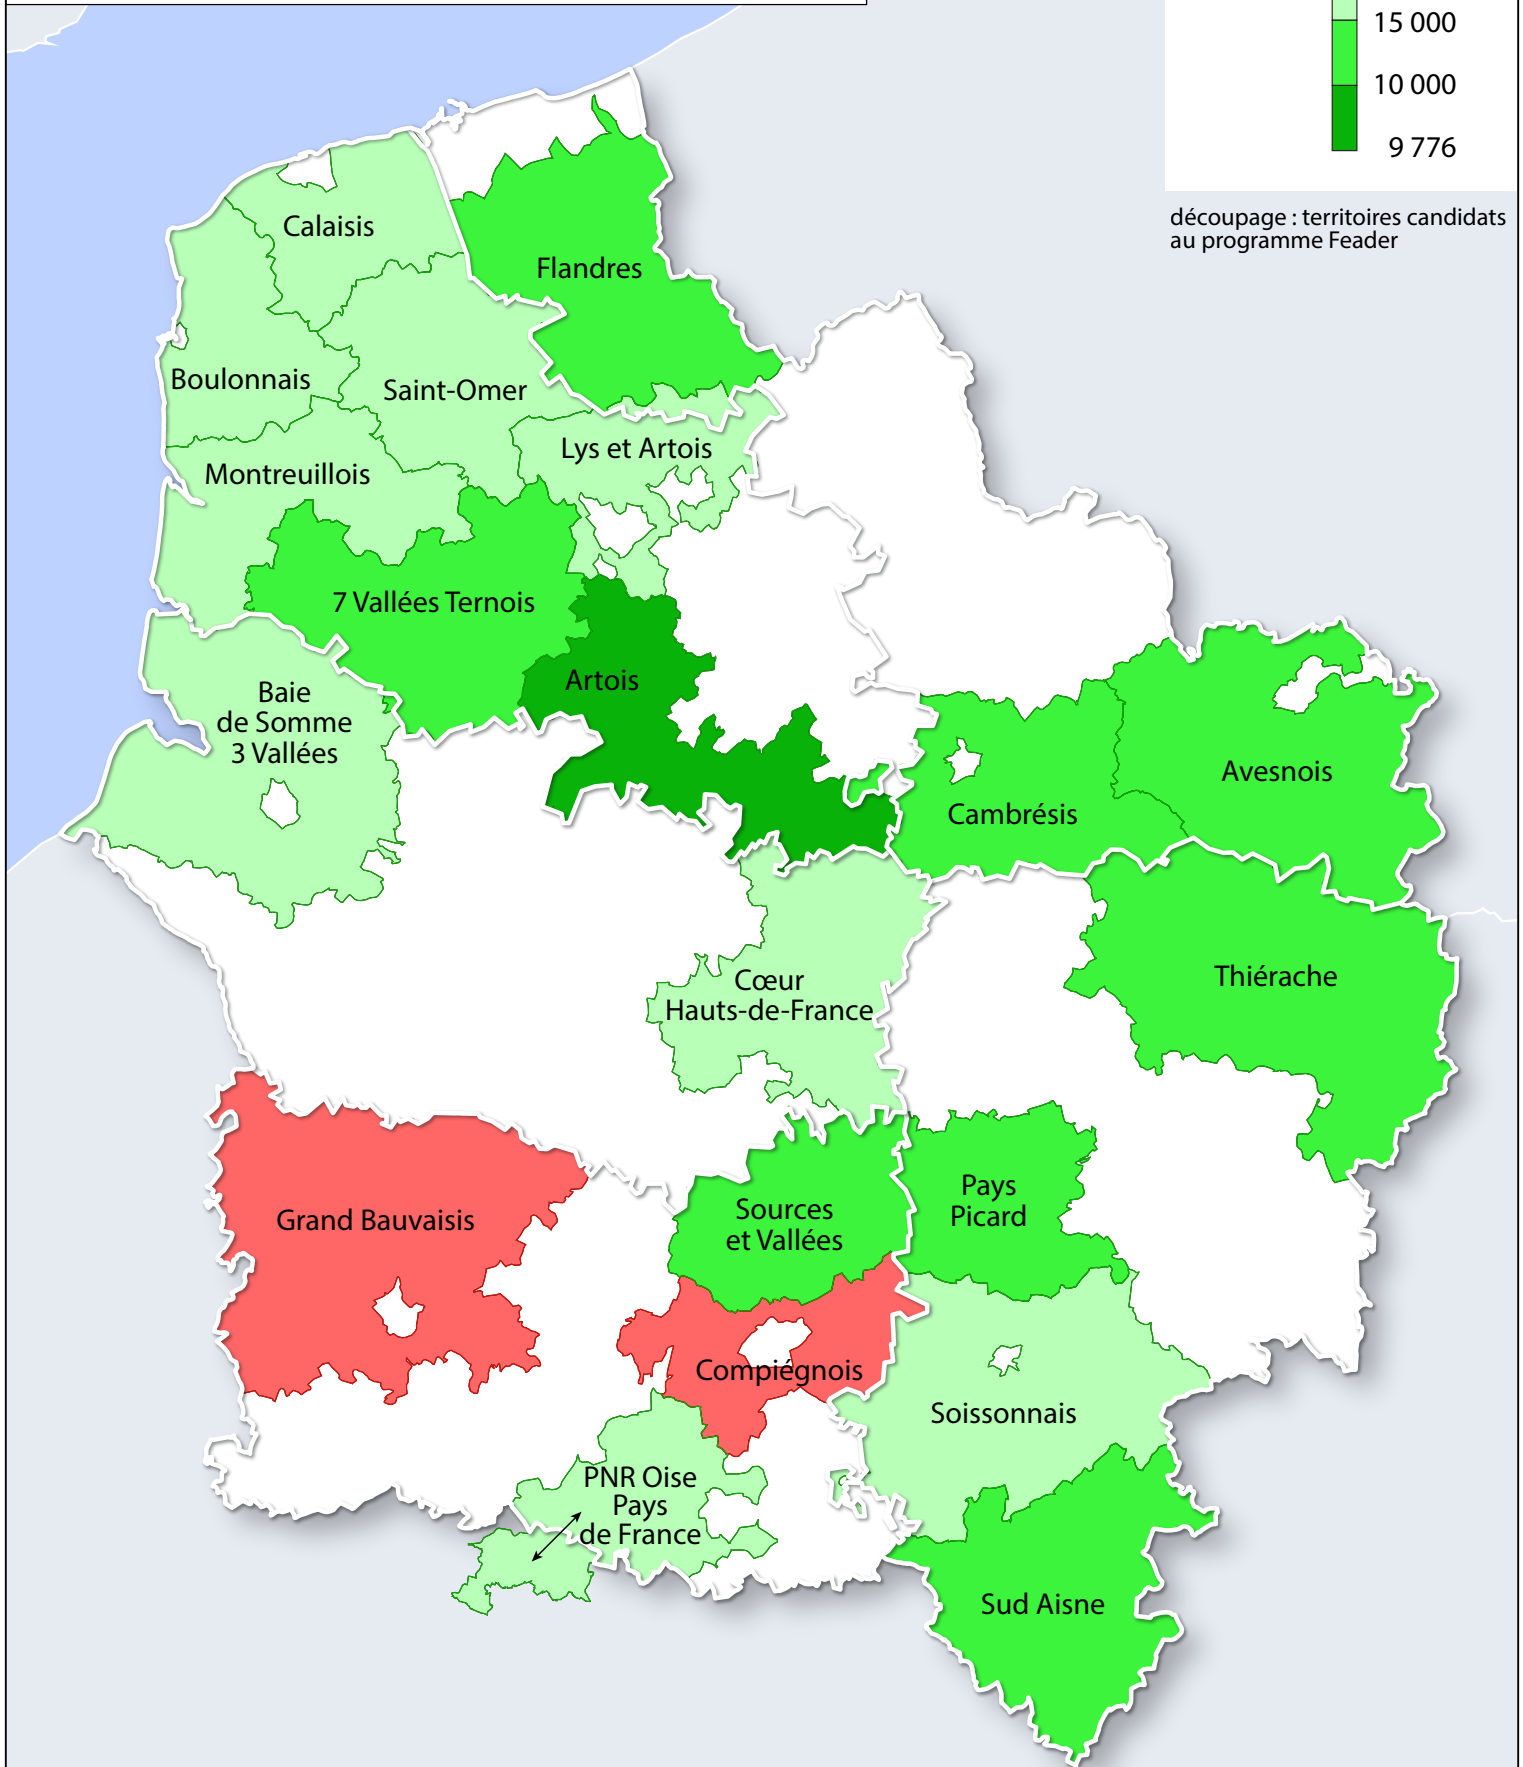 15 000
10 000
9 776
découpage : territoires candidats
au programme Feader
Calaisis
Flandres
Boulonnais
Saint-Omer
Lys et Artois
Montreuillois
7 Vallées Ternois
Artois
Baie
de Somme
3 Vallées
Avesnois
Cambrésis
Thiérache
Cœur
Hauts-de-France
Pays
Picard
Sources
et Vallées
Grand Bauvaisis
Compiégnois
Soissonnais
PNR Oise
Pays
de France
Sud Aisne